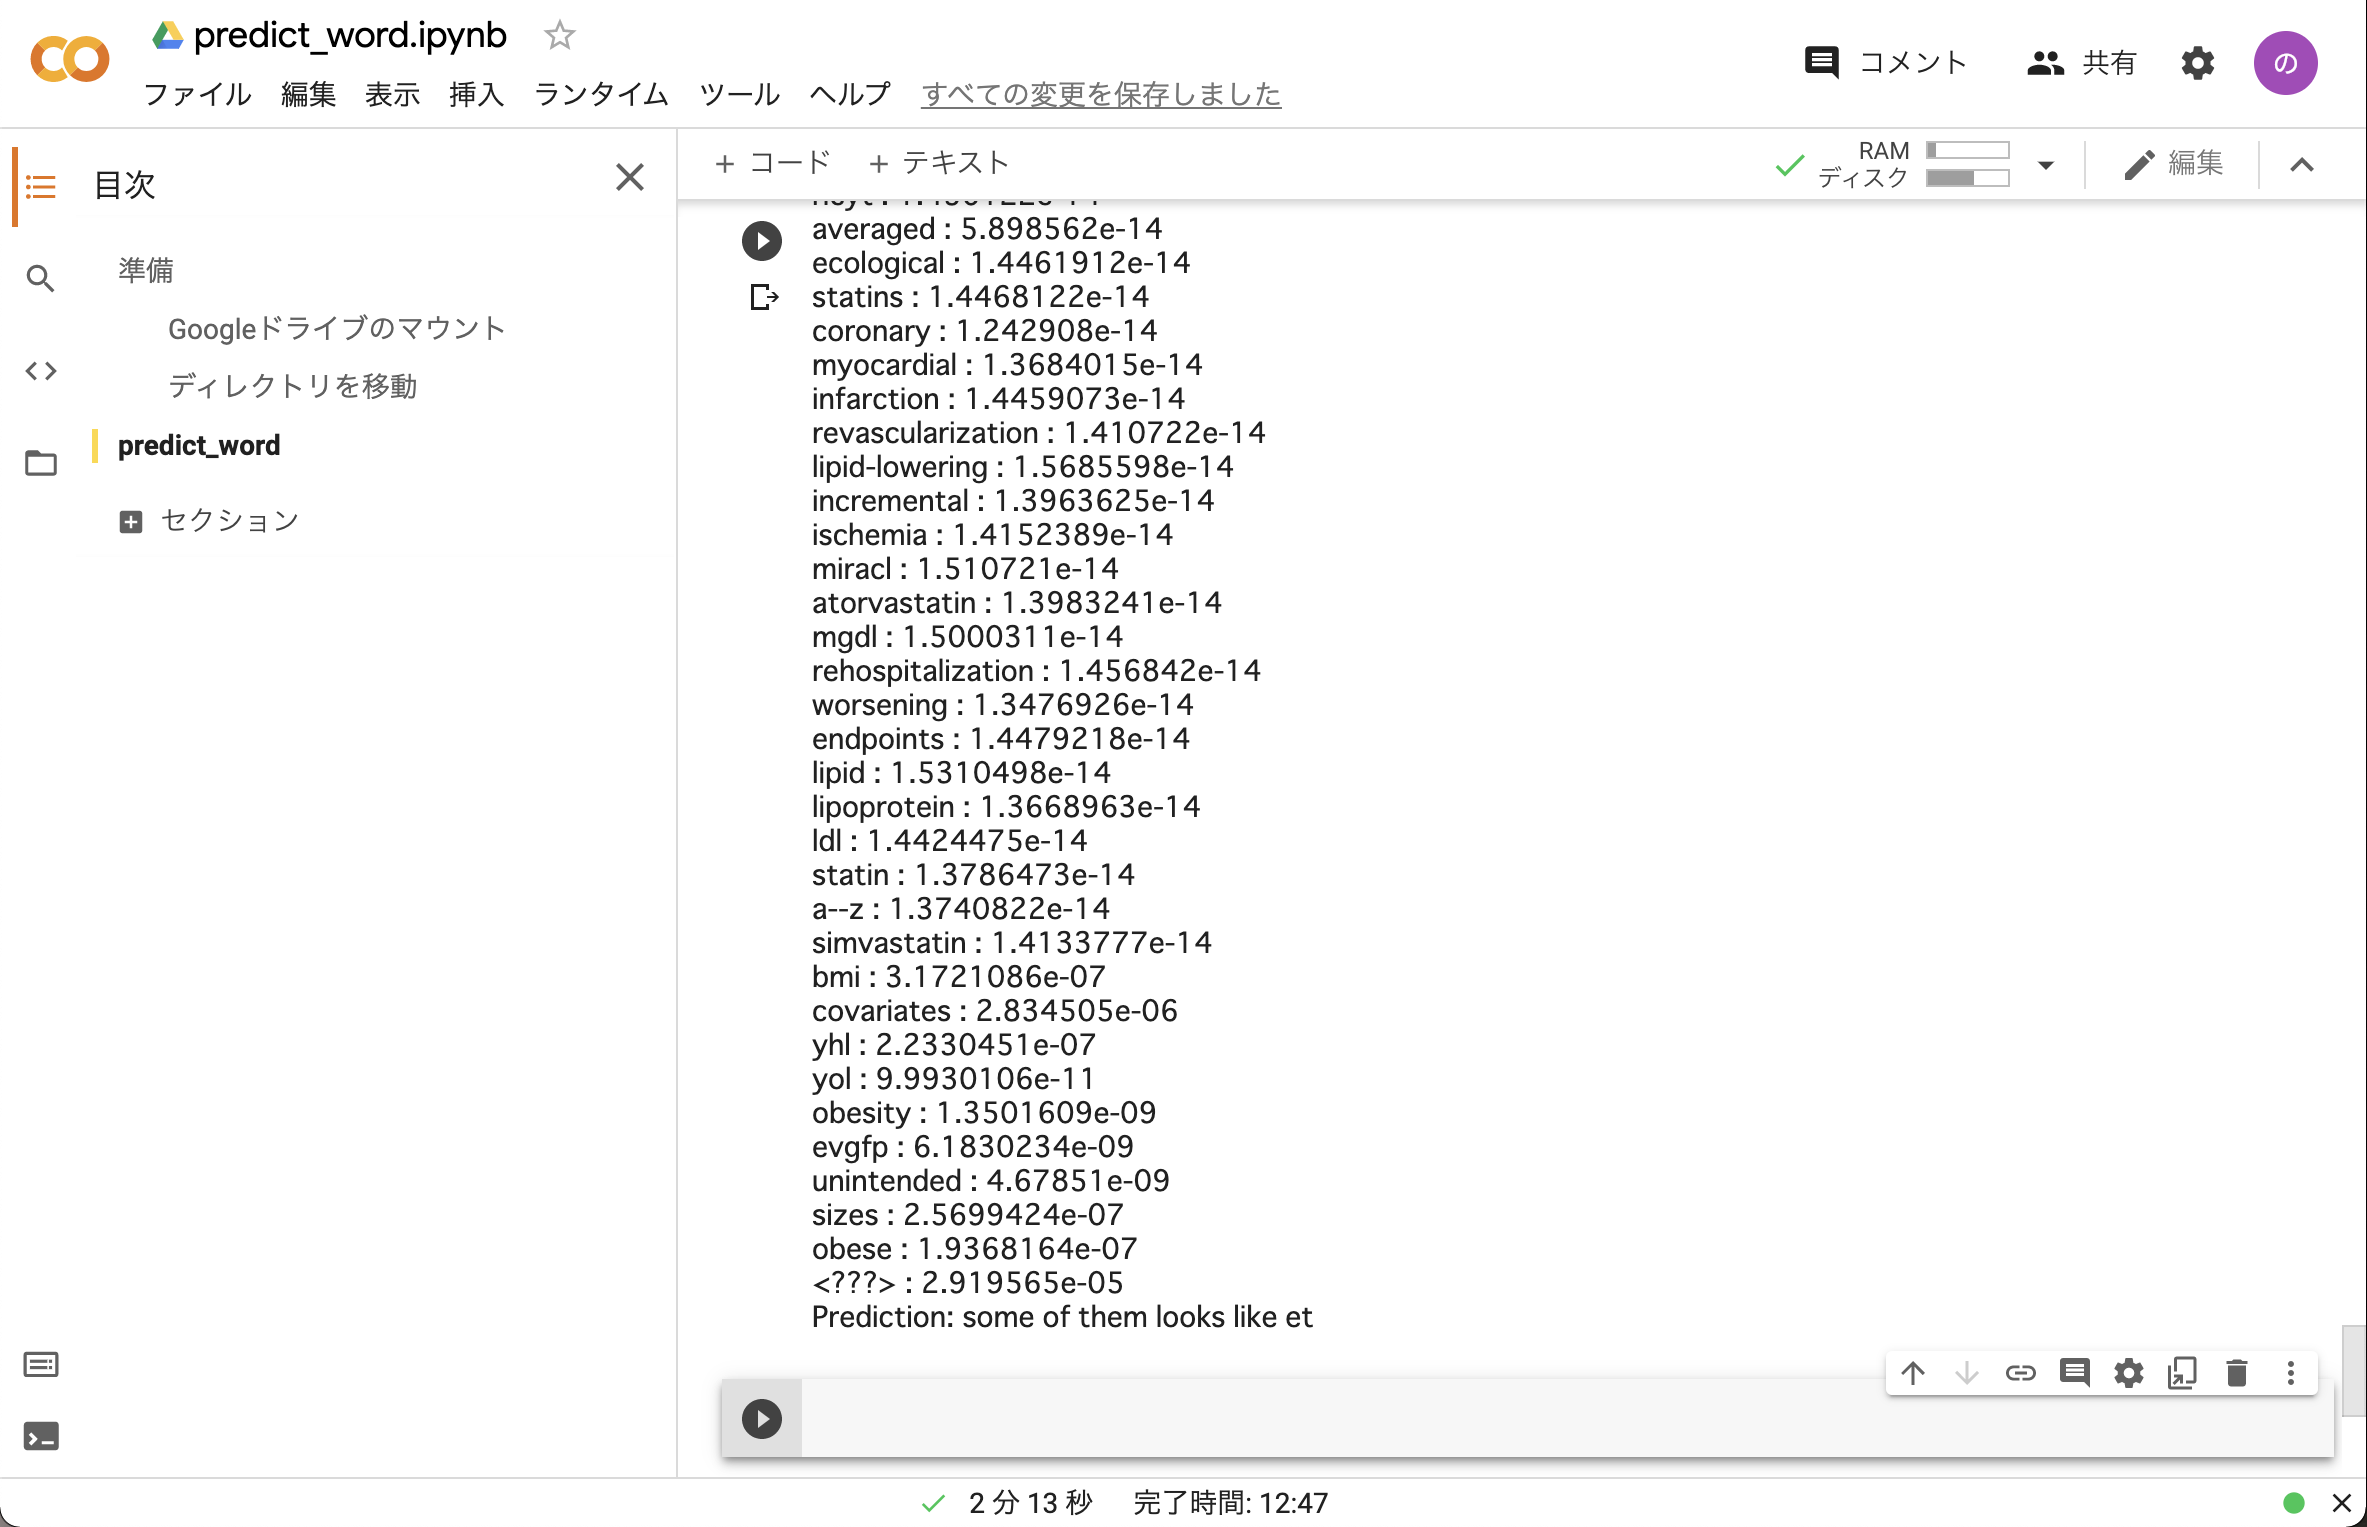 predict_word.ipynb
ファイル 編集 表示 挿入 ランタイム ツール ヘルプ すべての変更を保存しました
コメント 共有 の
目次
準備
Googleドライブのマウント
ディレクトリを移動
predict_word
セクション
+ コード + テキスト
RAM
ディスク
編集
averaged : 5.898562e-14
ecological : 1.4461912e-14
statins : 1.4468122e-14
coronary : 1.242908e-14
myocardial : 1.3684015e-14
infarction : 1.4459073e-14
revascularization : 1.410722e-14
lipid-lowering : 1.5685598e-14
incremental : 1.3963625e-14
ischemia : 1.4152389e-14
miracl : 1.510721e-14
atorvastatin : 1.3983241e-14
mgdl : 1.5000311e-14
rehospitalization : 1.456842e-14
worsening : 1.3476926e-14
endpoints : 1.4479218e-14
lipid : 1.5310498e-14
lipoprotein : 1.3668963e-14
ldl : 1.4424475e-14
statin : 1.3786473e-14
a--z : 1.3740822e-14
simvastatin : 1.4133777e-14
bmi : 3.1721086e-07
covariates : 2.834505e-06
yhl : 2.2330451e-07
yol : 9.9930106e-11
obesity : 1.3501609e-09
evgfp : 6.1830234e-09
unintended : 4.67851e-09
sizes : 2.5699424e-07
obese : 1.9368164e-07
<???> : 2.919565e-05
Prediction: some of them looks like et
2 分 13 秒 完了時間: 12:47